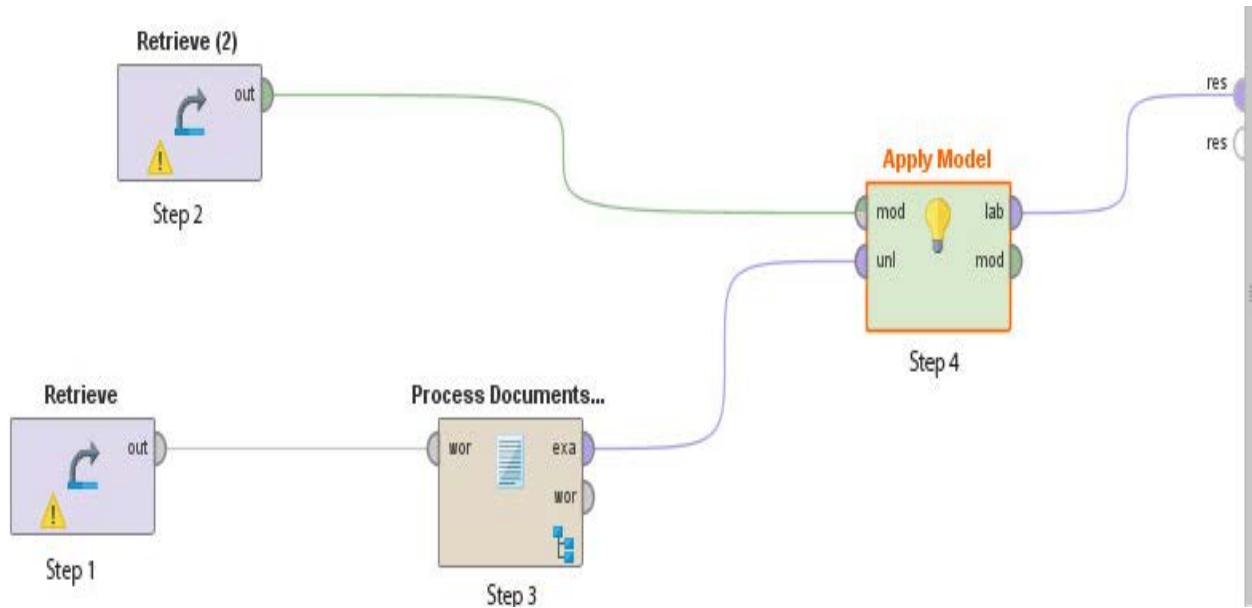 Retrieve (2)
out
Step 2
res
res
Apply Model
mod
lab
unl
mod
Step 4
Retrieve
out
Step 1
Process Documents...
wor
exa
wor
Step 3